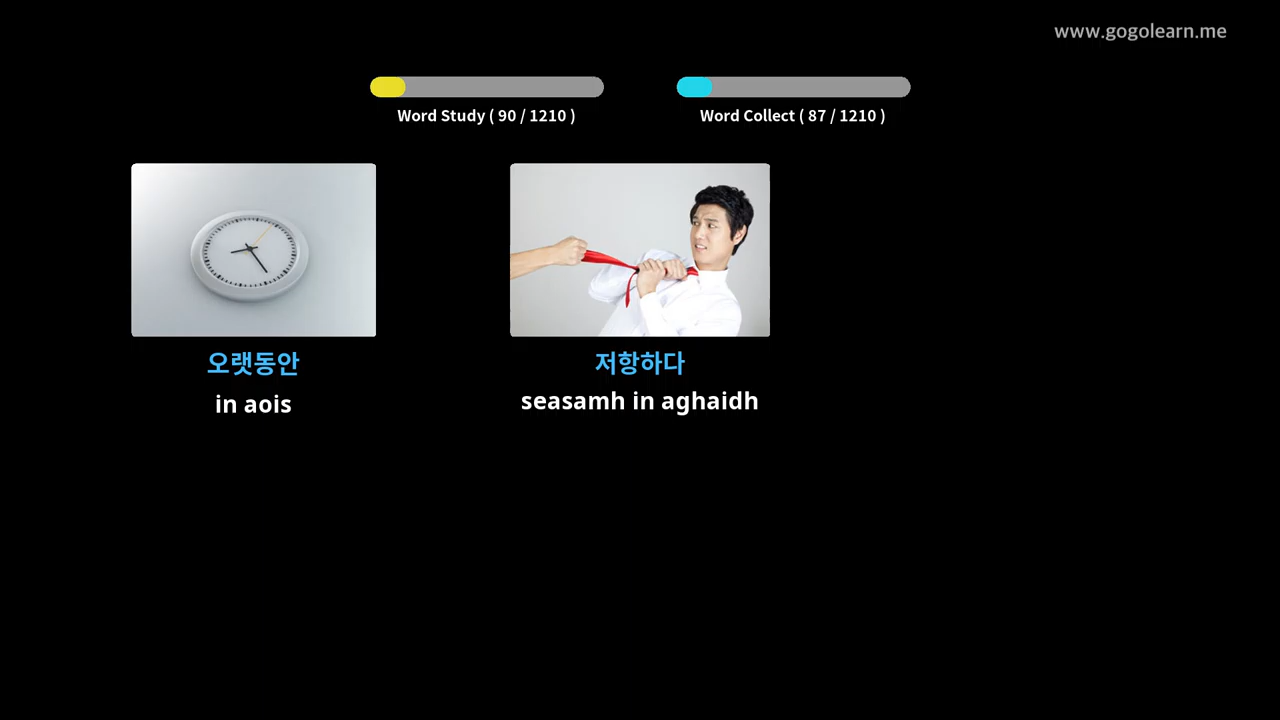 www.gogolearn.me
Word Study ( 90 / 1210 )
Word Collect ( 87 / 1210 )
오랫동안
in aois
저항하다
seasamh in aghaidh